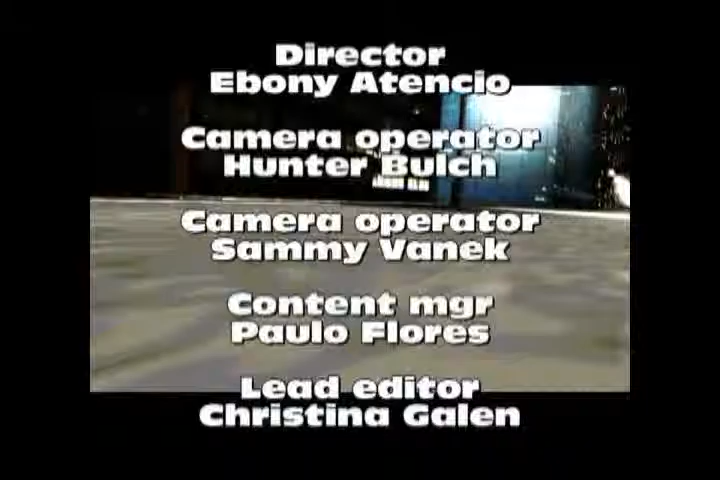 Director
Ebony Atencio
Camera operator
Hunter Bulch
Camera operator
Sammy Vanek
Content mgr
Paulo Flores
Lead editor
Christina Galen